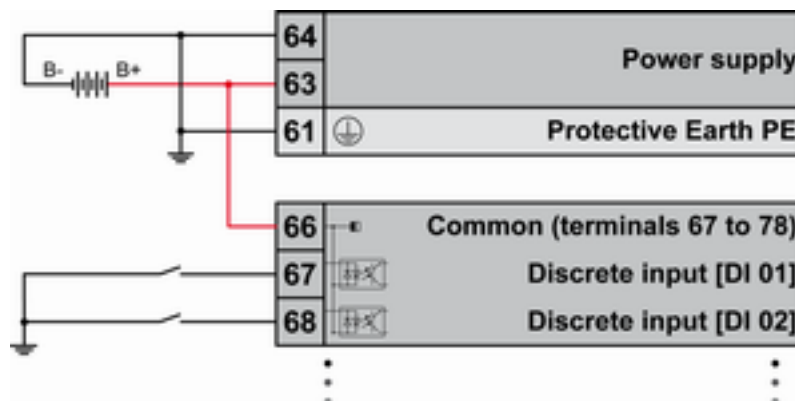 64
B- B+
Power supply
63
61 Protective Earth PE
66 Common (terminals 67 to 78)
67 Discrete input [DI 01]
68 Discrete input [DI 02]